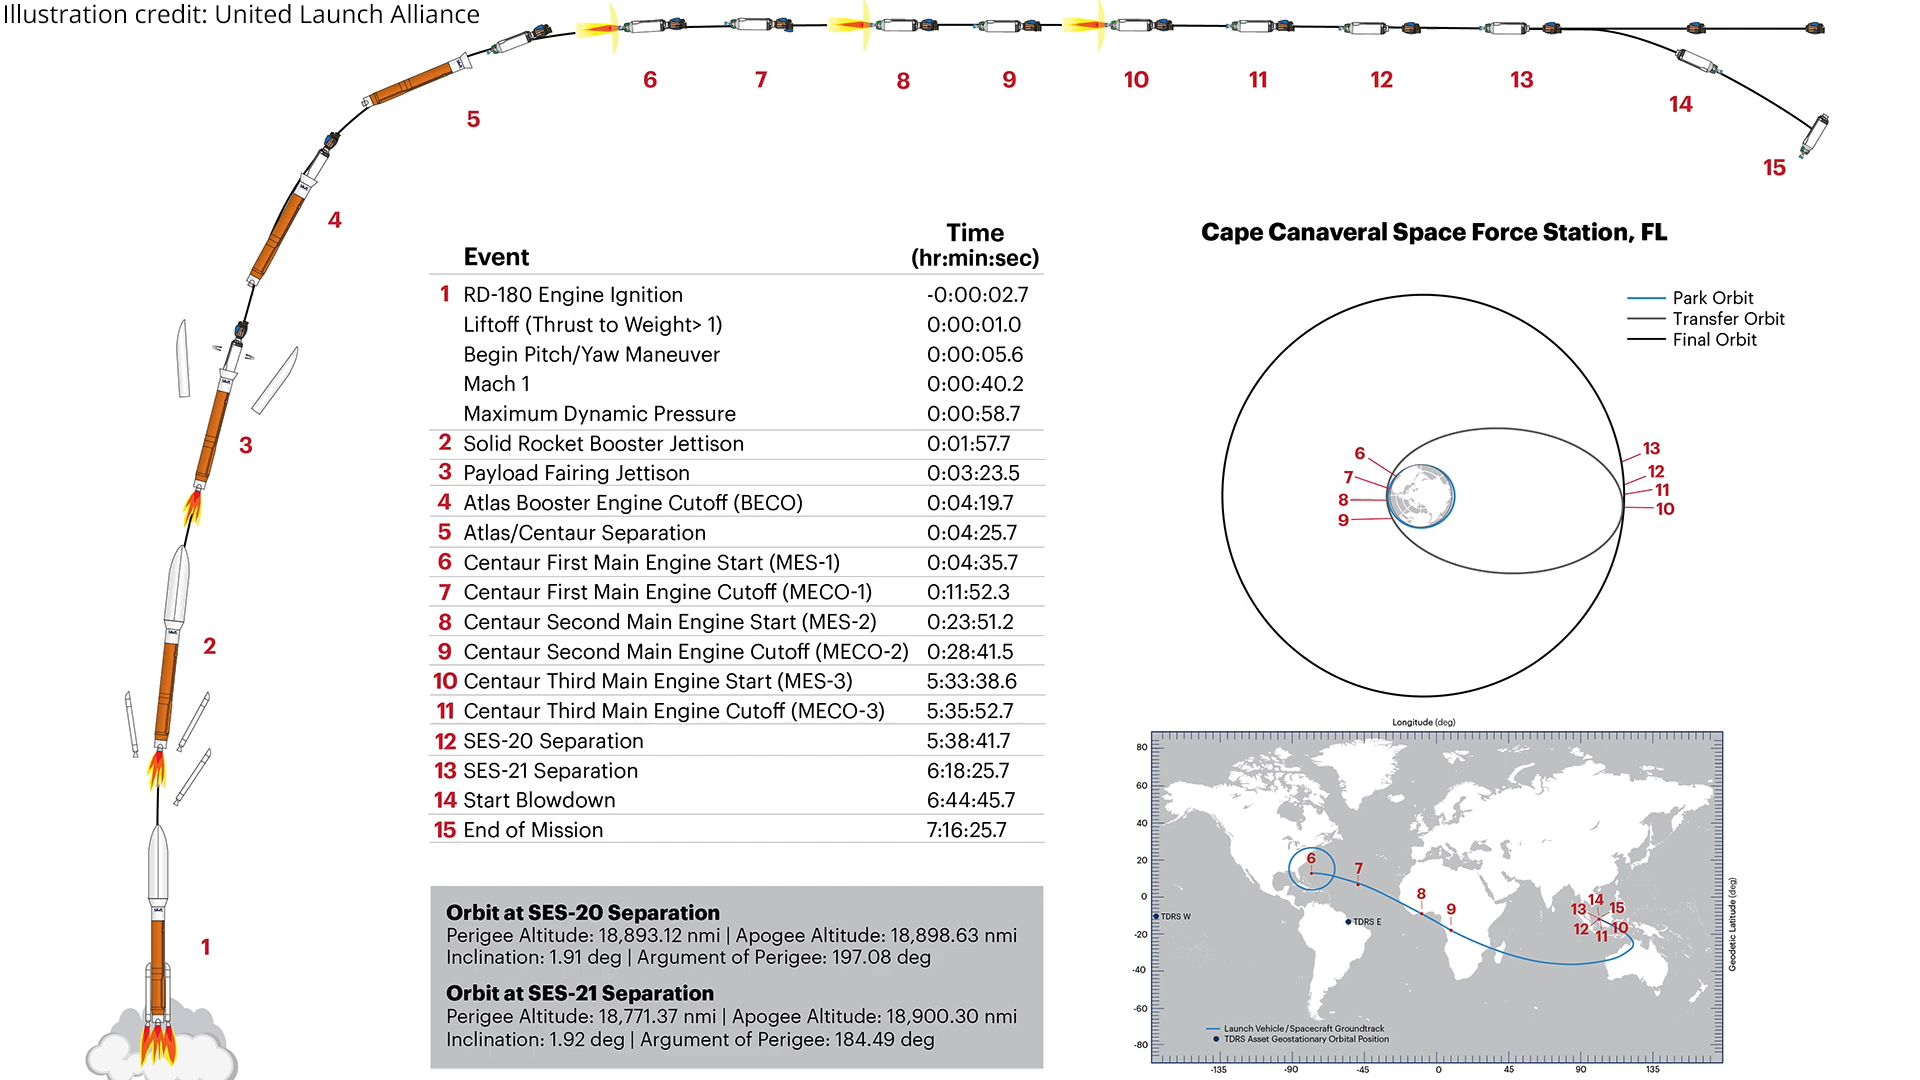 Illustration credit: United Launch Alliance
6 7 8 9 10 11 12 13
14
15
5
4
3
2
1
Event Time (hr:min:sec)
1 RD-180 Engine Ignition -0:00:02.7
Liftoff (Thrust to Weight> 1) 0:00:01.0
Begin Pitch/Yaw Maneuver 0:00:05.6
Mach 1 0:00:40.2
Maximum Dynamic Pressure 0:00:58.7
2 Solid Rocket Booster Jettison 0:01:57.7
3 Payload Fairing Jettison 0:03:23.5
4 Atlas Booster Engine Cutoff (BECO) 0:04:19.7
5 Atlas/Centaur Separation 0:04:25.7
6 Centaur First Main Engine Start (MES-1) 0:04:35.7
7 Centaur First Main Engine Cutoff (MECO-1) 0:11:52.3
8 Centaur Second Main Engine Start (MES-2) 0:23:51.2
9 Centaur Second Main Engine Cutoff (MECO-2) 0:28:41.5
10 Centaur Third Main Engine Start (MES-3) 5:33:38.6
11 Centaur Third Main Engine Cutoff (MECO-3) 5:35:52.7
12 SES-20 Separation 5:38:41.7
13 SES-21 Separation 6:18:25.7
14 Start Blowdown 6:44:45.7
15 End of Mission 7:16:25.7
Orbit at SES-20 Separation
Perigee Altitude: 18,893.12 nmi | Apogee Altitude: 18,898.63 nmi
Inclination: 1.91 deg | Argument of Perigee: 197.08 deg
Orbit at SES-21 Separation
Perigee Altitude: 18,771.37 nmi | Apogee Altitude: 18,900.30 nmi
Inclination: 1.92 deg | Argument of Perigee: 184.49 deg
Cape Canaveral Space Force Station, FL
Park Orbit
Transfer Orbit
Final Orbit
6
7
8
9
13
12
11
10
Longitude (deg)
80
60
40
20
0
-20
-40
-60
-80
6
7
8
9
14
13 15
12 10
11
TDRS W
TDRS E
Geodetic Latitude (deg)
Launch Vehicle/Spacecraft Groundtrack
TDRS Asset Geostationary Orbital Position
-135 -90 -45 0 45 90 135